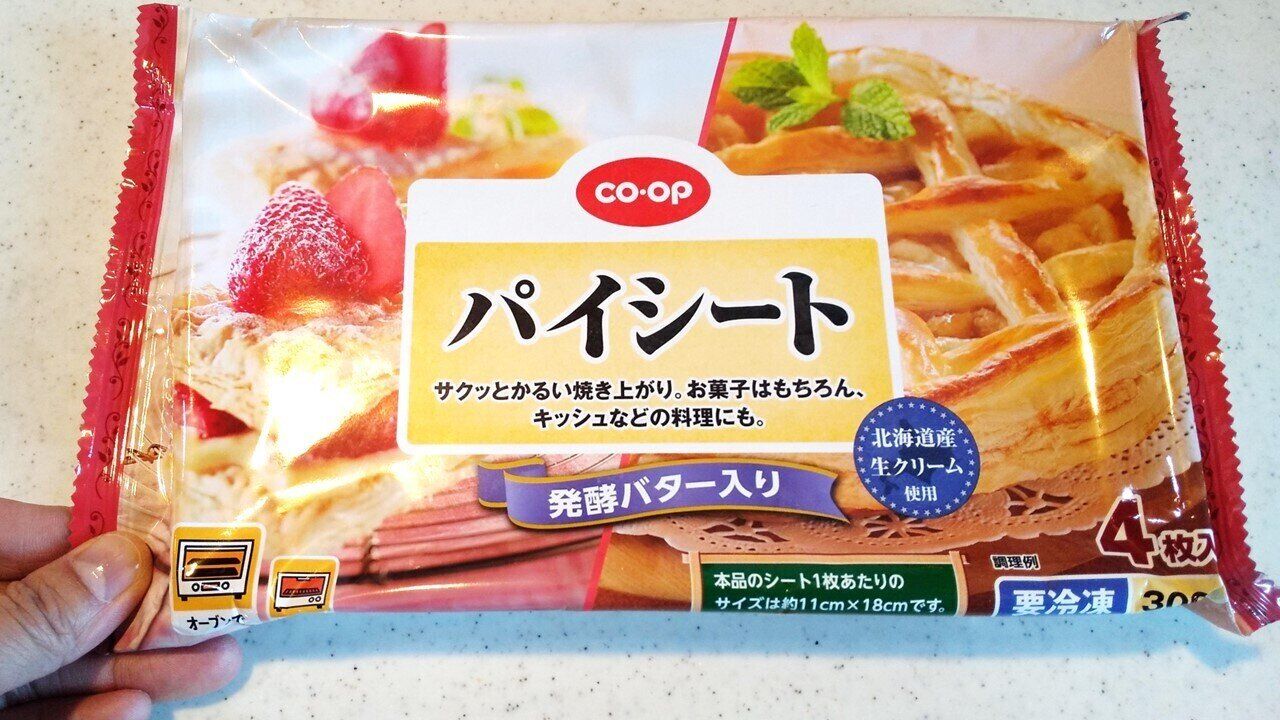 CO·OP
パイシート
サクッとかるい焼き上がり。お菓子はもちろん、
キッシュなどの料理にも。
発酵バター入り
北海道産
生クリーム
使用
4枚入
調理例
本品のシート1枚あたりの
サイズは約11cm×18cmです。
要冷凍
オーブンで